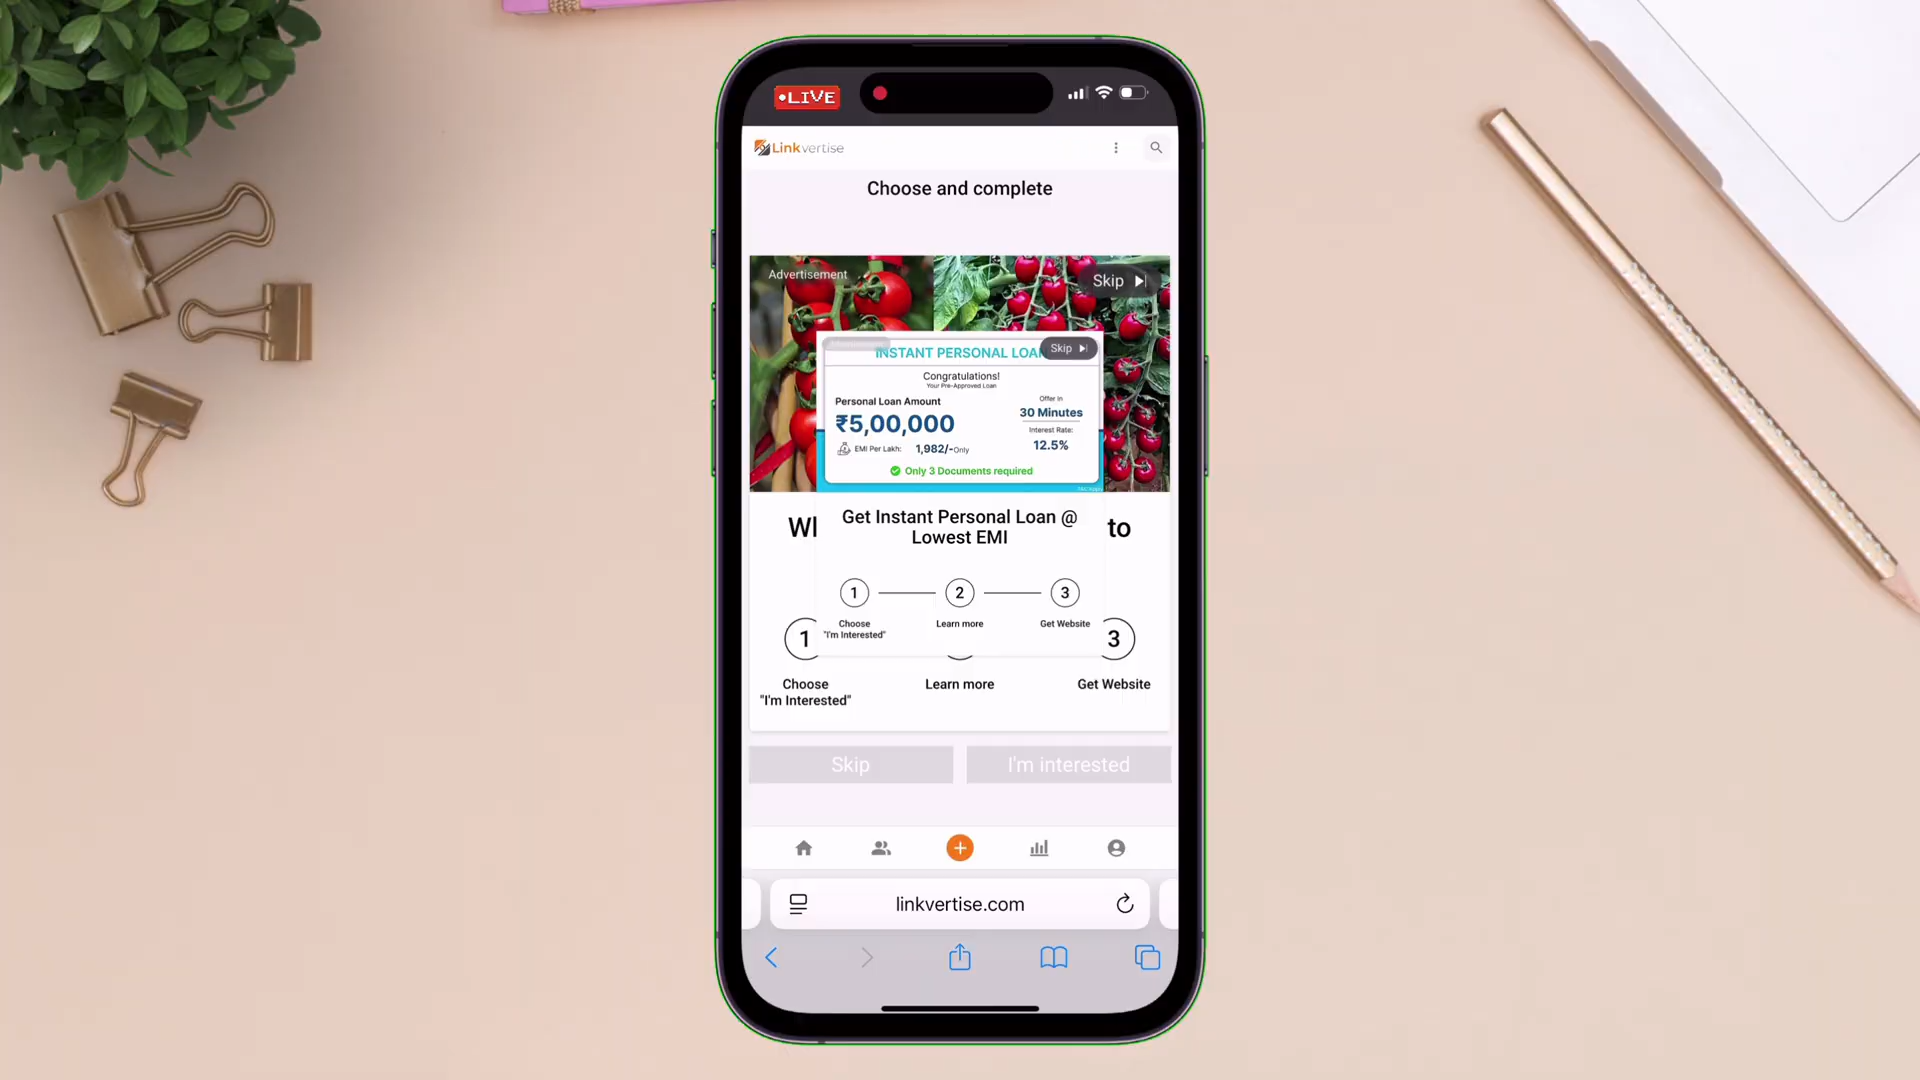 •LIVE
Linkvertise
Choose and complete
Advertisement
Skip
INSTANT PERSONAL LOAN
Skip
Congratulations!
Your Pre-Approved Loan
Personal Loan Amount
₹5,00,000
EMI Per Lakh: 1,982/-Only
Offer In
30 Minutes
Interest Rate:
12.5%
Only 3 Documents required
Get Instant Personal Loan @
Lowest EMI
to
1
2
3
Choose
"I'm Interested"
Learn more
Get Website
1
3
Choose
"I'm Interested"
Learn more
Get Website
Skip
I'm interested
linkvertise.com